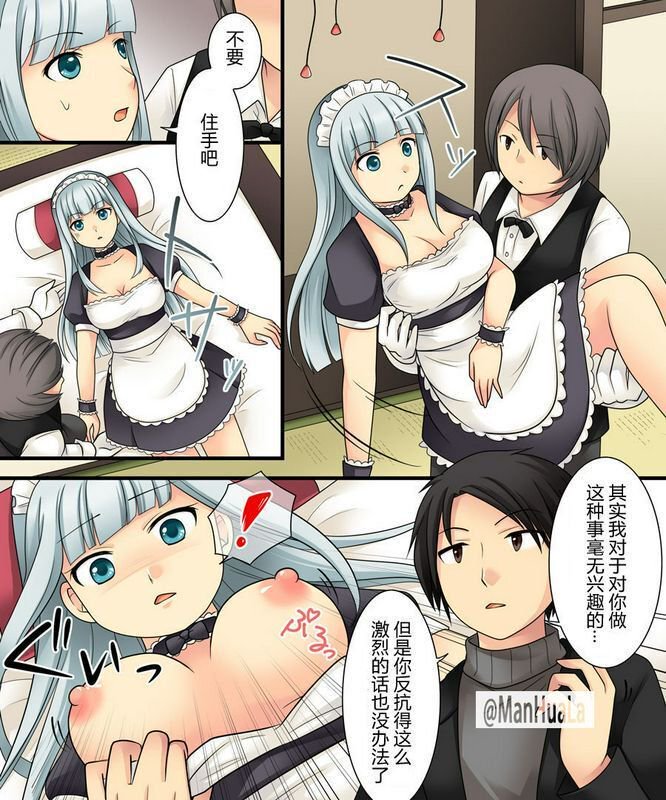 不要
住手吧
其实我对于对你做
这种事毫无兴趣的…
但是你反抗得这么
激烈的话也没办法了
ぐいっ
ぷるっ
@ManHuaLa